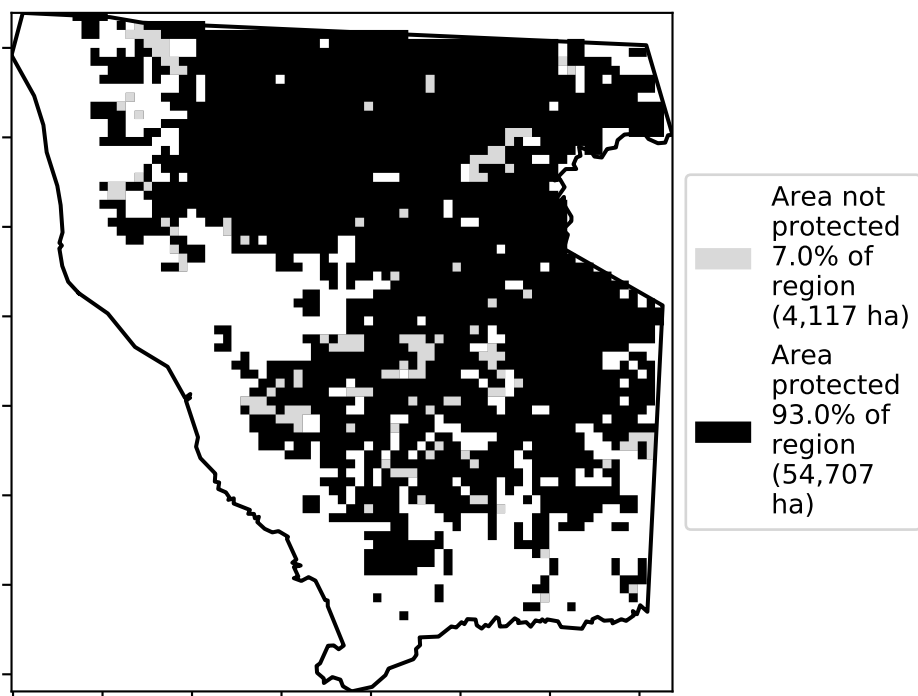 Area not
protected
7.0% of
region
(4,117 ha)
Area
protected
93.0% of
region
(54,707
ha)